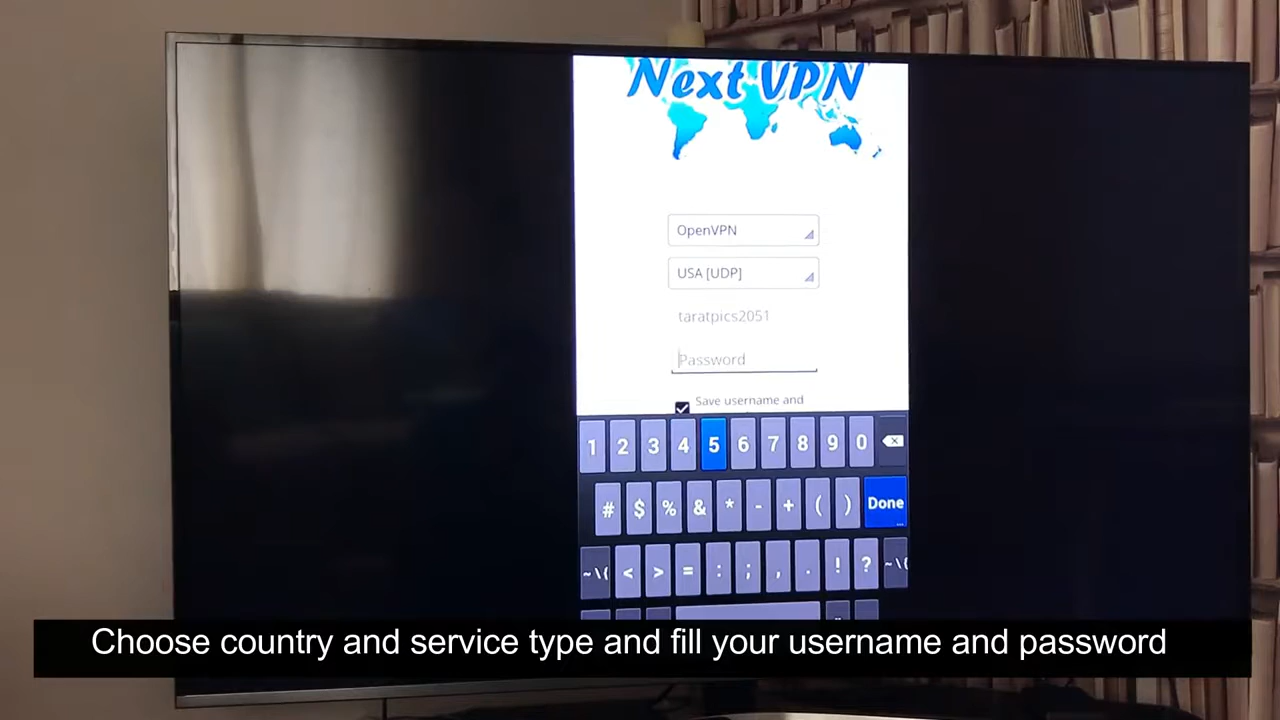 Next VPN
OpenVPN
USA [UDP]
taratpics2051
Password
Save username and
1 2 3 4 5 6 7 8 9 0
# $ % & * - + ( ) Done
~\{ < > = : ; , . ! ? ~\{
Choose country and service type and fill your username and password